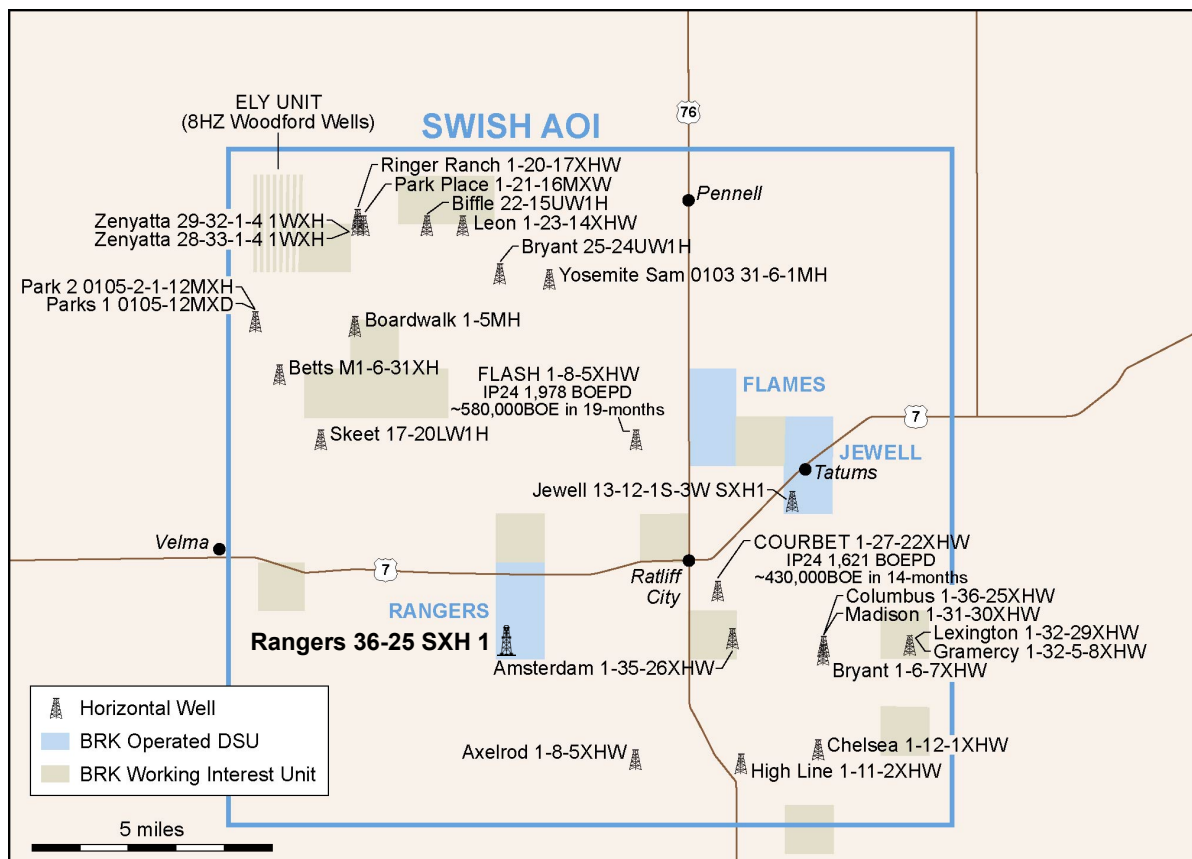 ELY UNIT
(8HZ Woodford Wells)
SWISH AOI
76
Ringer Ranch 1-20-17XHW
Park Place 1-21-16MXW
Biffle 22-15UW1H
Leon 1-23-14XHW
Pennell
Zenyatta 29-32-1-4 1WXH
Zenyatta 28-33-1-4 1WXH
Bryant 25-24UW1H
Yosemite Sam 0103 31-6-1MH
Park 2 0105-2-1-12MXH
Parks 1 0105-12MXD
Boardwalk 1-5MH
Betts M1-6-31XH
FLASH 1-8-5XHW
IP24 1,978 BOEPD
~580,000BOE in 19-months
FLAMES
7
Skeet 17-20LW1H
JEWELL
Tatums
Jewell 13-12-1S-3W SXH1
Velma
COURBET 1-27-22XHW
IP24 1,621 BOEPD
~430,000BOE in 14-months
7
Ratliff
City
Columbus 1-36-25XHW
Madison 1-31-30XHW
RANGERS
Rangers 36-25 SXH 1
Lexington 1-32-29XHW
Gramercy 1-32-5-8XHW
Amsterdam 1-35-26XHW
Bryant 1-6-7XHW
Horizontal Well
BRK Operated DSU
BRK Working Interest Unit
Axelrod 1-8-5XHW
Chelsea 1-12-1XHW
High Line 1-11-2XHW
5 miles